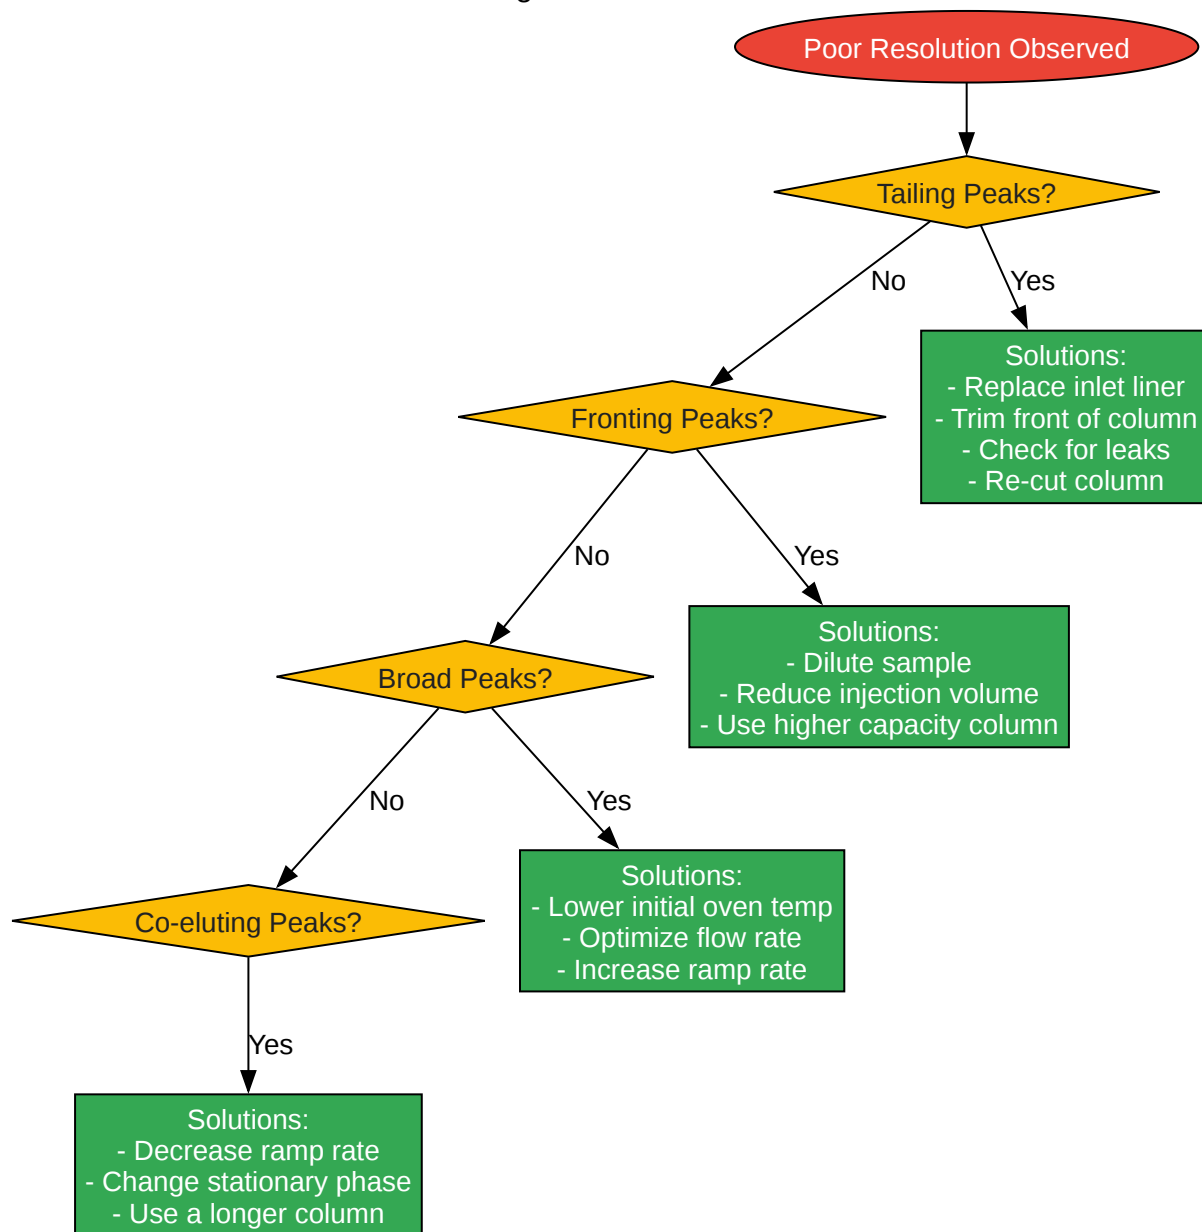 Poor Resolution Observed
Tailing Peaks?
No
Yes
Solutions:
- Replace inlet liner
- Trim front of column
- Check for leaks
- Re-cut column
Fronting Peaks?
No
Yes
Solutions:
- Dilute sample
- Reduce injection volume
- Use higher capacity column
Broad Peaks?
No
Yes
Solutions:
- Lower initial oven temp
- Optimize flow rate
- Increase ramp rate
Co-eluting Peaks?
Yes
Solutions:
- Decrease ramp rate
- Change stationary phase
- Use a longer column